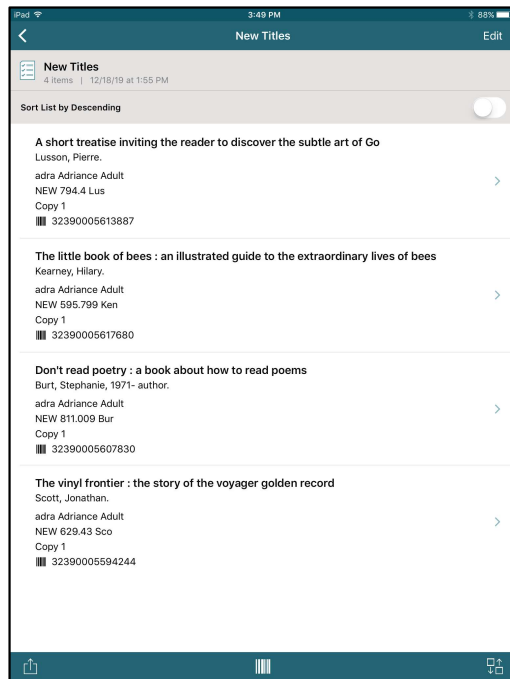 iPad 3:49 PM 88%
New Titles Edit
New Titles
4 items | 12/18/19 at 1:55 PM
Sort List by Descending
A short treatise inviting the reader to discover the subtle art of Go
Lusson, Pierre.
adra Adriance Adult
NEW 794.4 Lus
Copy 1
32390005613887
The little book of bees : an illustrated guide to the extraordinary lives of bees
Kearney, Hilary.
adra Adriance Adult
NEW 595.799 Ken
Copy 1
32390005617680
Don't read poetry : a book about how to read poems
Burt, Stephanie, 1971- author.
adra Adriance Adult
NEW 811.009 Bur
Copy 1
32390005607830
The vinyl frontier : the story of the voyager golden record
Scott, Jonathan.
adra Adriance Adult
NEW 629.43 Sco
Copy 1
32390005594244